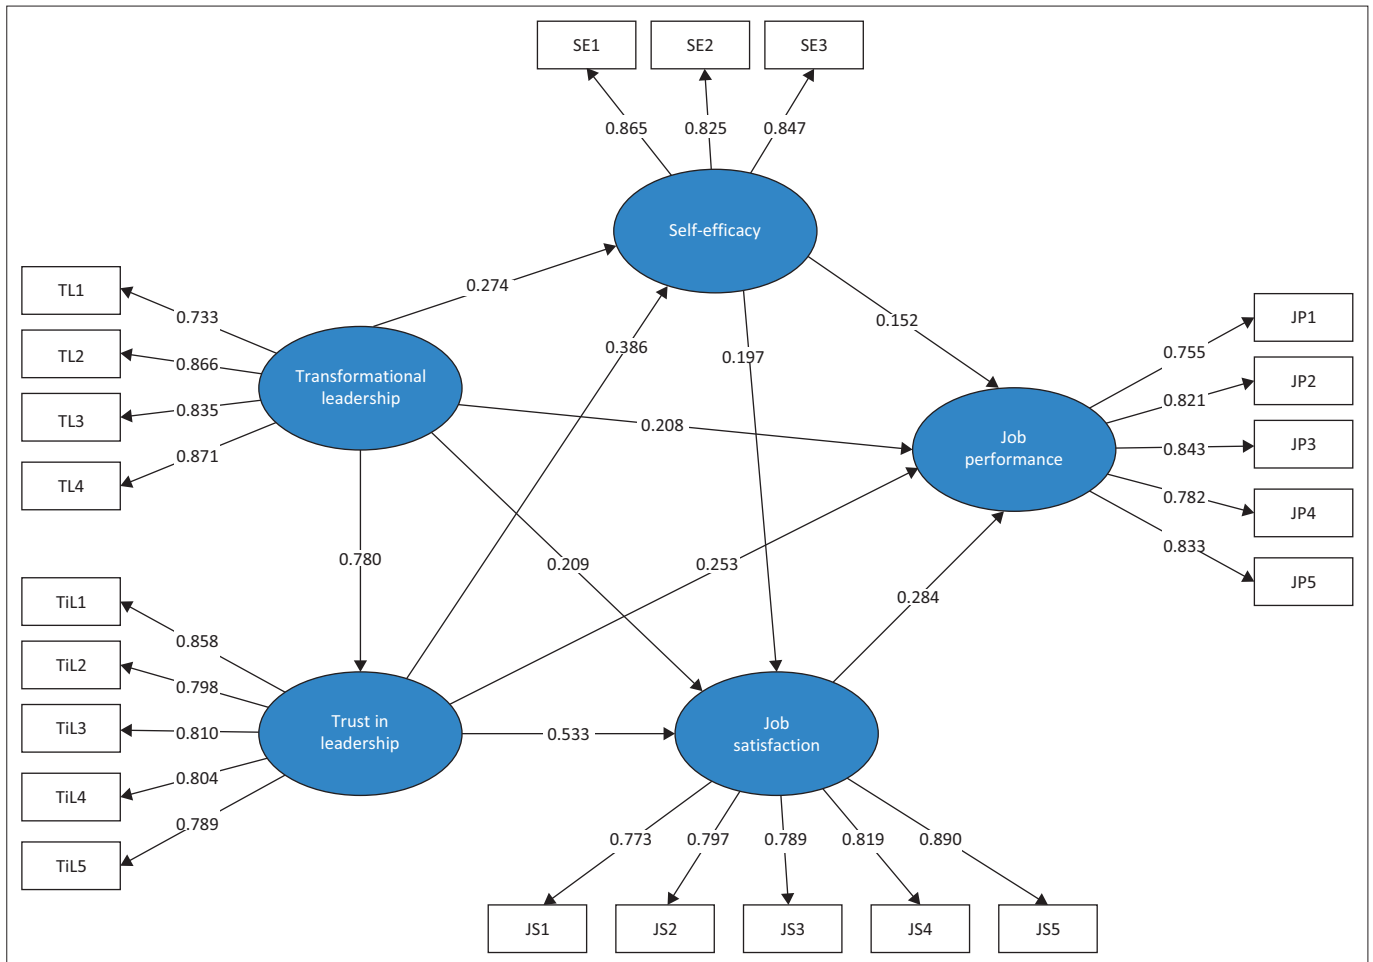 SE1
SE2
SE3
0.865
0.825
0.847
Self-efficacy
TL1
TL2
TL3
TL4
0.733
0.866
0.835
0.871
Transformational
leadership
0.274
0.386
0.197
0.152
0.208
0.780
0.209
0.253
0.284
0.533
Job
performance
0.755
0.821
0.843
0.782
0.833
JP1
JP2
JP3
JP4
JP5
TiL1
TiL2
TiL3
TiL4
TiL5
0.858
0.798
0.810
0.804
0.789
Trust in
leadership
Job
satisfaction
0.773
0.797
0.789
0.819
0.890
JS1
JS2
JS3
JS4
JS5